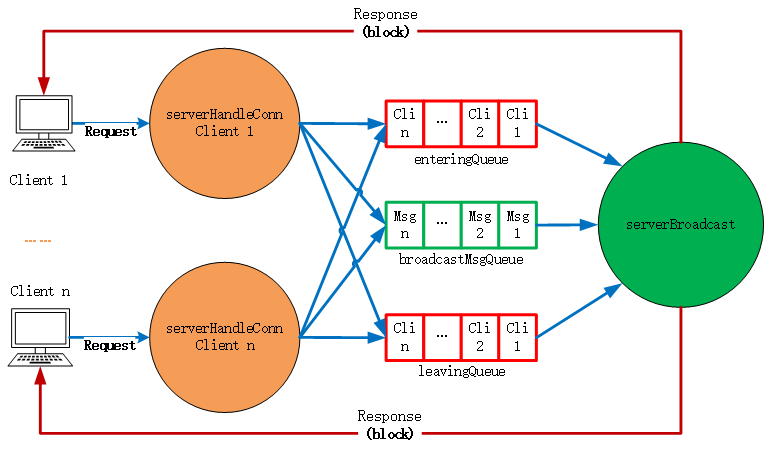 Response
(block)
serverHandleConn
Client 1
Request
Client 1
Cli
n
...
Cli
2
Cli
1
enteringQueue
Msg
n
...
Msg
2
Msg
1
broadcastMsgQueue
serverBroadcast
... ...
Client n
serverHandleConn
Client n
Request
Cli
n
...
Cli
2
Cli
1
leavingQueue
Response
(block)